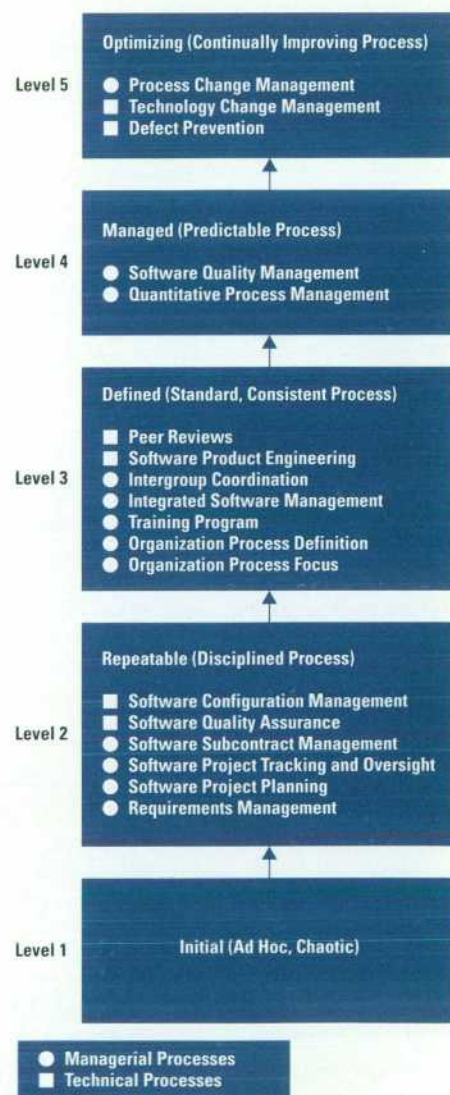 Level 5
Optimizing (Continually Improving Process)
Process Change Management
Technology Change Management
Defect Prevention
Level 4
Managed (Predictable Process)
Software Quality Management
Quantitative Process Management
Level 3
Defined (Standard, Consistent Process)
Peer Reviews
Software Product Engineering
Intergroup Coordination
Integrated Software Management
Training Program
Organization Process Definition
Organization Process Focus
Level 2
Repeatable (Disciplined Process)
Software Configuration Management
Software Quality Assurance
Software Subcontract Management
Software Project Tracking and Oversight
Software Project Planning
Requirements Management
Level 1
Initial (Ad Hoc, Chaotic)
Managerial Processes
Technical Processes